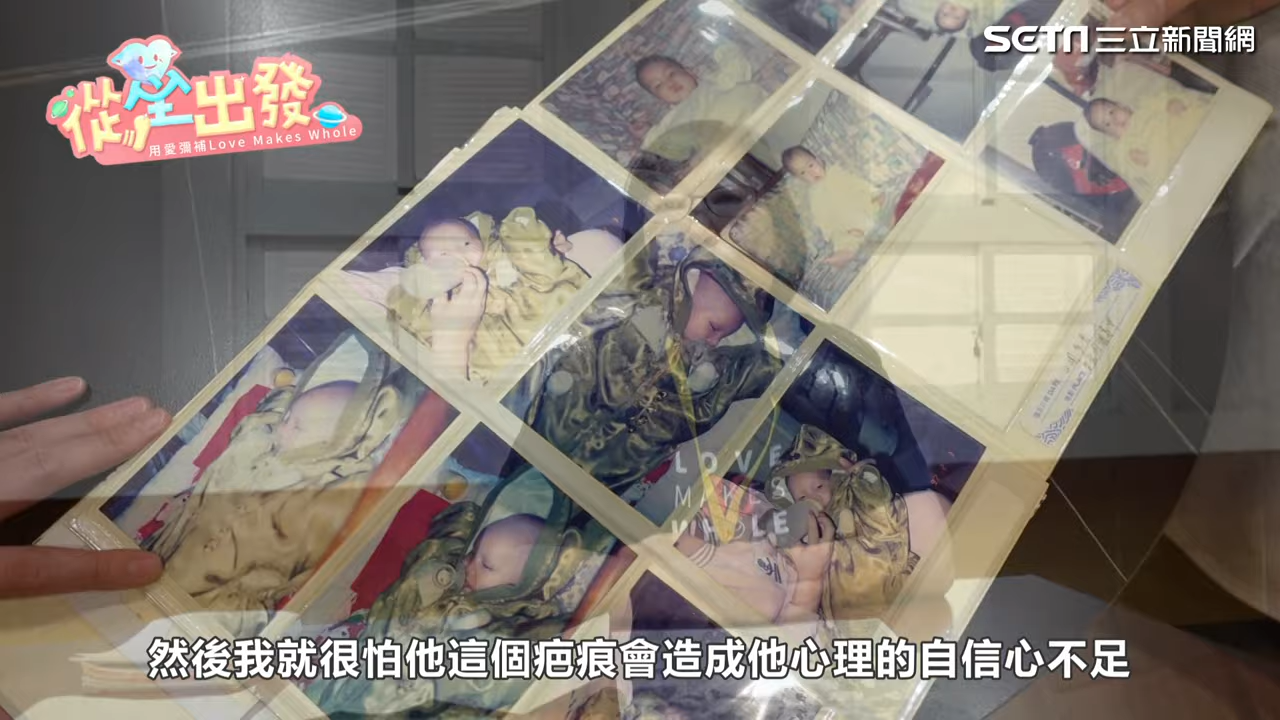 SETN三立新聞網
從全出發
用愛彌補Love Makes Whole
LOVE
MAKES
WHOLE
然後我就很怕他這個疤痕會造成他心理的自信心不足